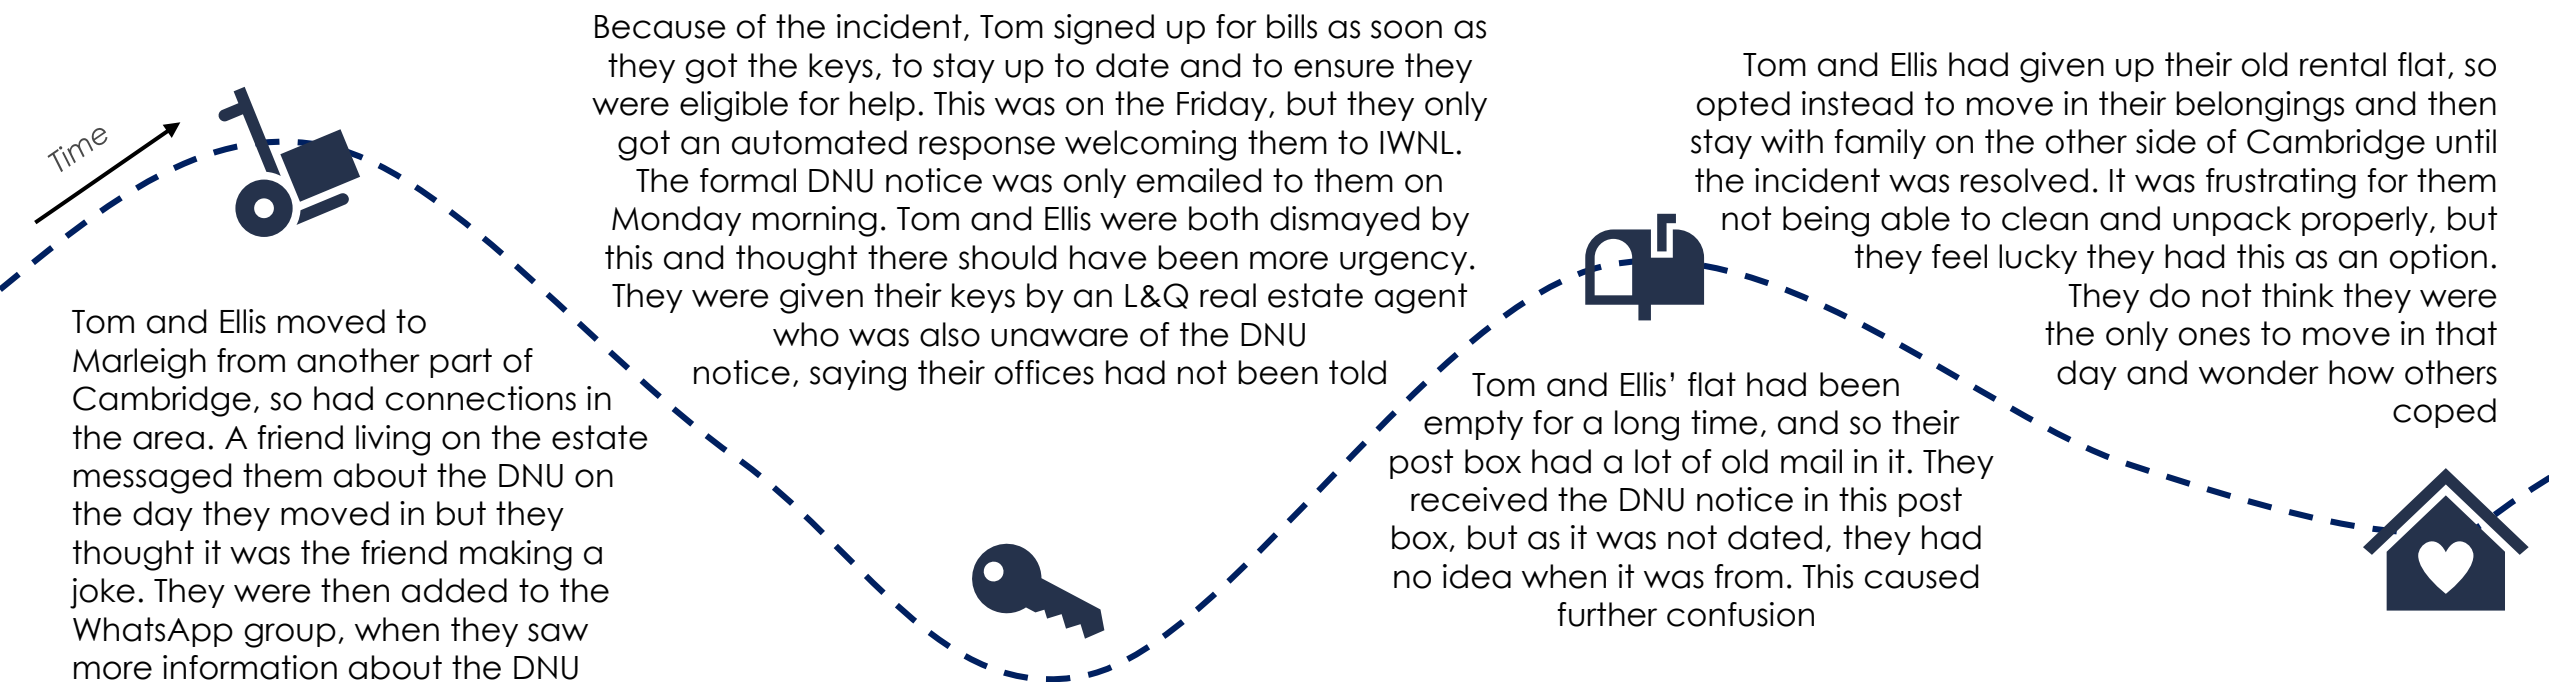 Time
Tom and Ellis moved to
Marleigh from another part of
Cambridge, so had connections in
the area. A friend living on the estate
messaged them about the DNU on
the day they moved in but they
thought it was the friend making a
joke. They were then added to the
WhatsApp group, when they saw
more information about the DNU
Because of the incident, Tom signed up for bills as soon as
they got the keys, to stay up to date and to ensure they
were eligible for help. This was on the Friday, but they only
got an automated response welcoming them to IWNL.
The formal DNU notice was only emailed to them on
Monday morning. Tom and Ellis were both dismayed by
this and thought there should have been more urgency.
They were given their keys by an L&Q real estate agent
who was also unaware of the DNU
notice, saying their offices had not been told
Tom and Ellis’ flat had been
empty for a long time, and so their
post box had a lot of old mail in it. They
received the DNU notice in this post
box, but as it was not dated, they had
no idea when it was from. This caused
further confusion
Tom and Ellis had given up their old rental flat, so
opted instead to move in their belongings and then
stay with family on the other side of Cambridge until
the incident was resolved. It was frustrating for them
not being able to clean and unpack properly, but
they feel lucky they had this as an option.
They do not think they were
the only ones to move in that
day and wonder how others
coped